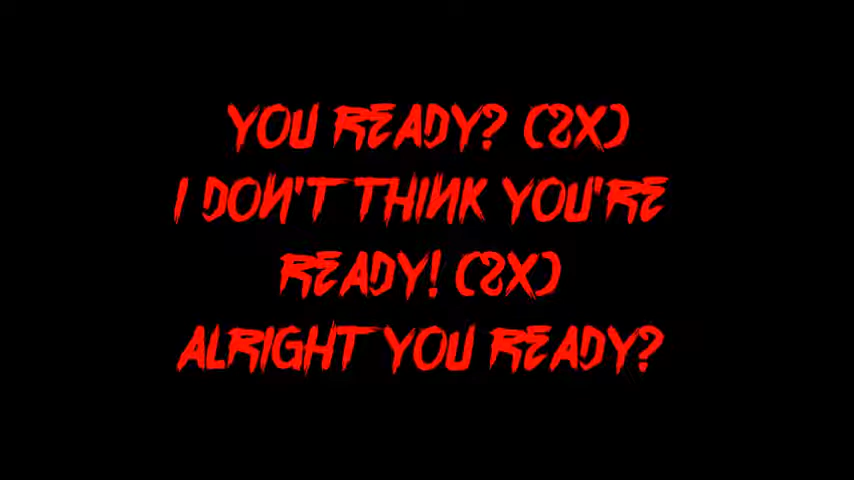 YOU READY? (2X)
I DON'T THINK YOU'RE
READY! (2X)
ALRIGHT YOU READY?